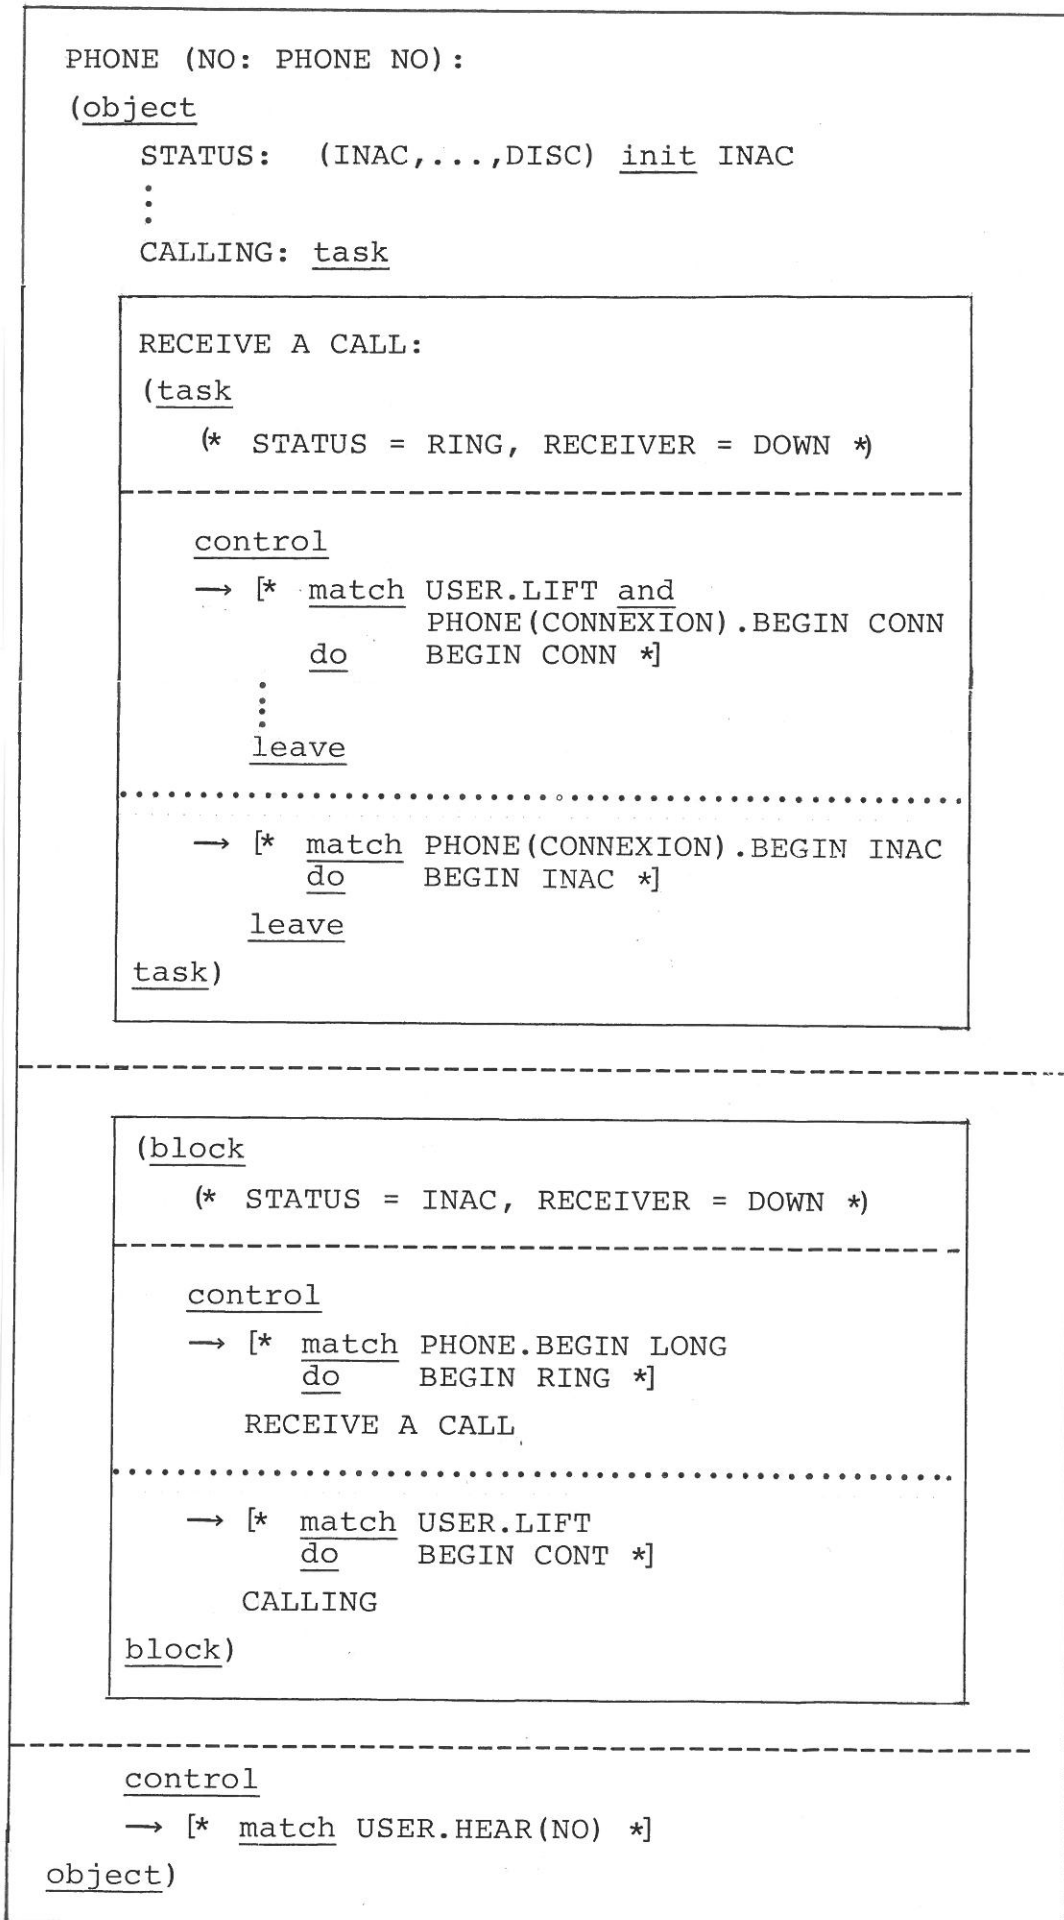 PHONE (NO: PHONE NO):
(object
STATUS: (INAC,...,DISC) init INAC
⋮
CALLING: task
RECEIVE A CALL:
(task
(* STATUS = RING, RECEIVER = DOWN *)
control
→ [* match USER.LIFT and
PHONE(CONNEXION).BEGIN CONN
do BEGIN CONN *]
⋮
leave
→ [* match PHONE(CONNEXION).BEGIN INAC
do BEGIN INAC *]
leave
task)
(block
(* STATUS = INAC, RECEIVER = DOWN *)
control
→ [* match PHONE.BEGIN LONG
do BEGIN RING *]
RECEIVE A CALL
→ [* match USER.LIFT
do BEGIN CONT *]
CALLING
block)
control
→ [* match USER.HEAR(NO) *]
object)